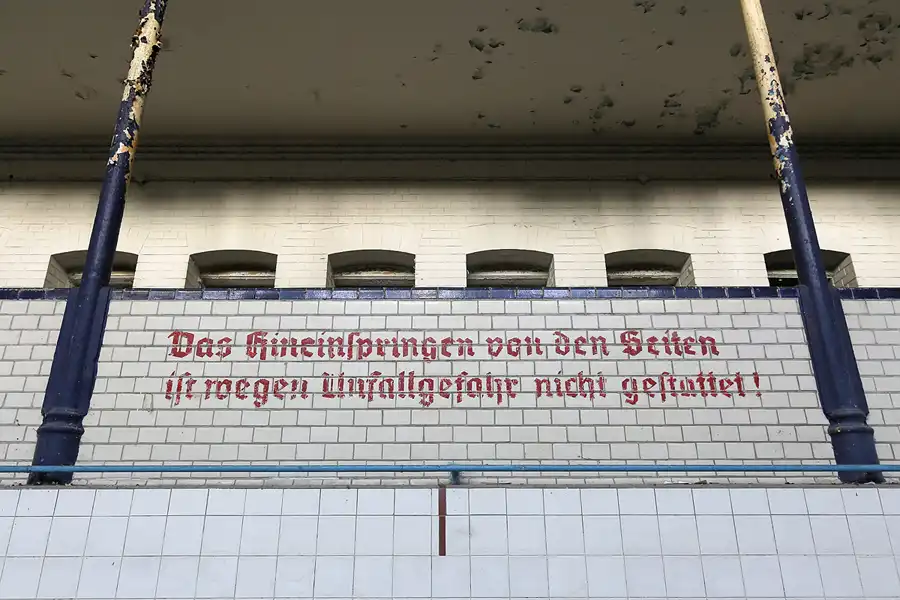 Das Hineinspringen von den Seiten
ist wegen Unfallgefahr nicht gestattet!